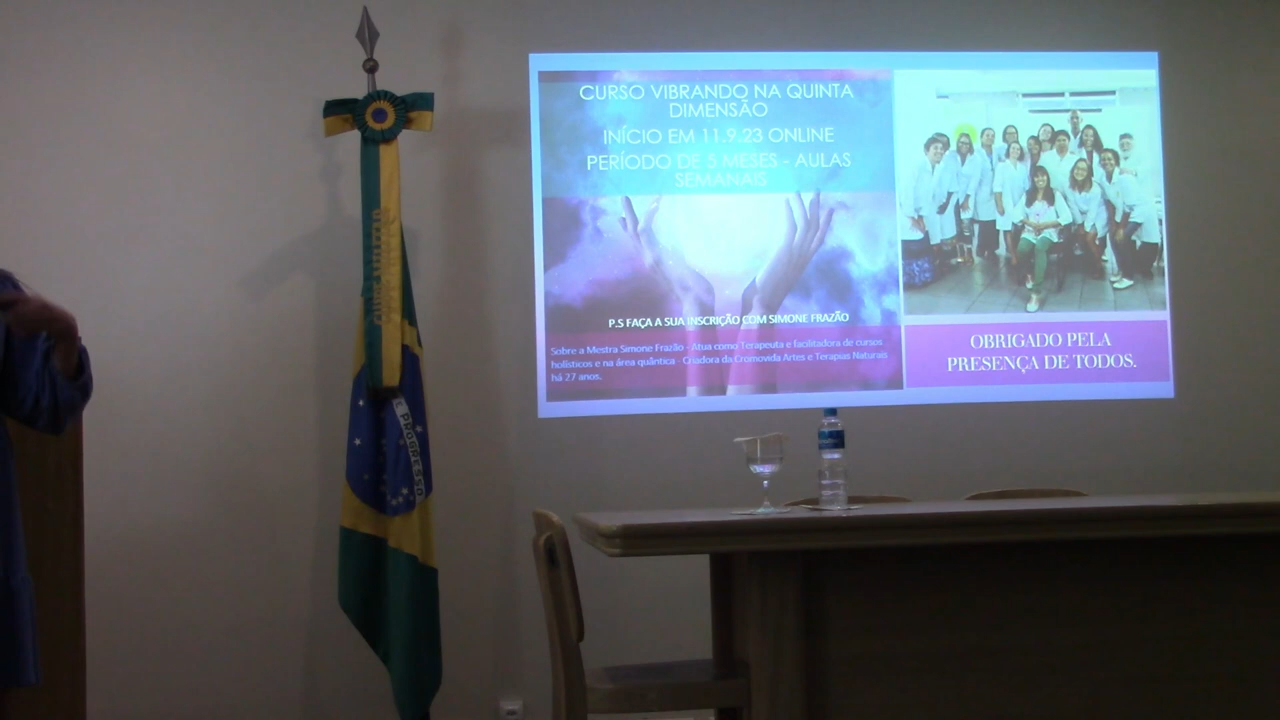 CURSO VIBRANDO NA QUINTA
DIMENSÃO
INÍCIO EM 11.9.23 ONLINE
PERÍODO DE 5 MESES - AULAS
SEMANAIS
P.S FAÇA A SUA INSCRIÇÃO COM SIMONE FRAZÃO
Sobre a Mestra Simone Frazão - Atua como Terapeuta e facilitadora de cursos
holísticos e na área quântica - Criadora da Cromovida Artes e Terapias Naturais
há 27 anos.
OBRIGADO PELA
PRESENÇA DE TODOS.
E PROGRESSO